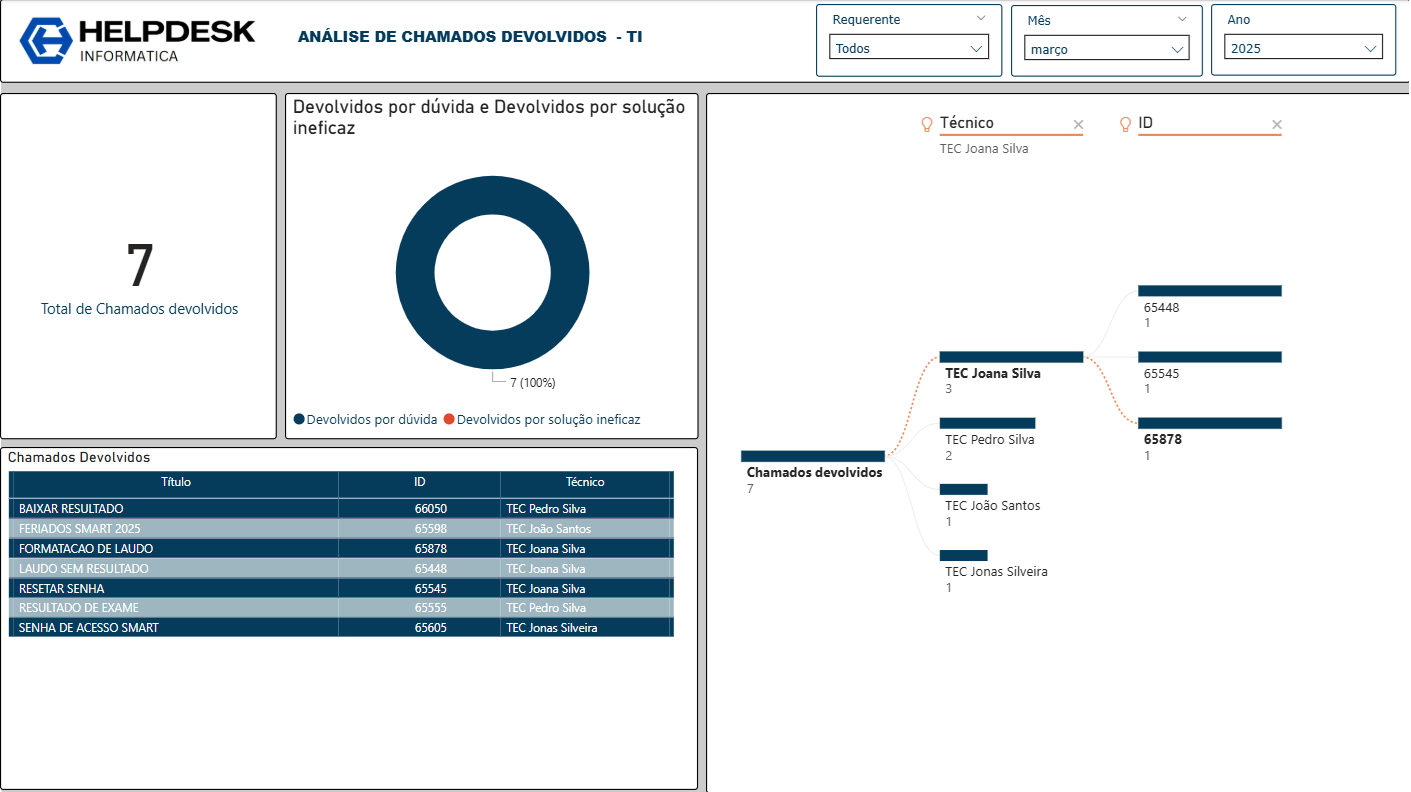 HELPDESK
INFORMATICA
ANÁLISE DE CHAMADOS DEVOLVIDOS - TI
Requerente
Todos
Mês
março
Ano
2025
7
Total de Chamados devolvidos
Devolvidos por dúvida e Devolvidos por solução
ineficaz
7 (100%)
Devolvidos por dúvida Devolvidos por solução ineficaz
Chamados Devolvidos
Título ID Técnico
BAIXAR RESULTADO 66050 TEC Pedro Silva
FERIADOS SMART 2025 65598 TEC João Santos
FORMATACAO DE LAUDO 65878 TEC Joana Silva
LAUDO SEM RESULTADO 65448 TEC Joana Silva
RESETAR SENHA 65545 TEC Joana Silva
RESULTADO DE EXAME 65555 TEC Pedro Silva
SENHA DE ACESSO SMART 65605 TEC Jonas Silveira
Técnico
TEC Joana Silva
ID
Chamados devolvidos
7
TEC Joana Silva
3
TEC Pedro Silva
2
TEC João Santos
1
TEC Jonas Silveira
1
65448
1
65545
1
65878
1